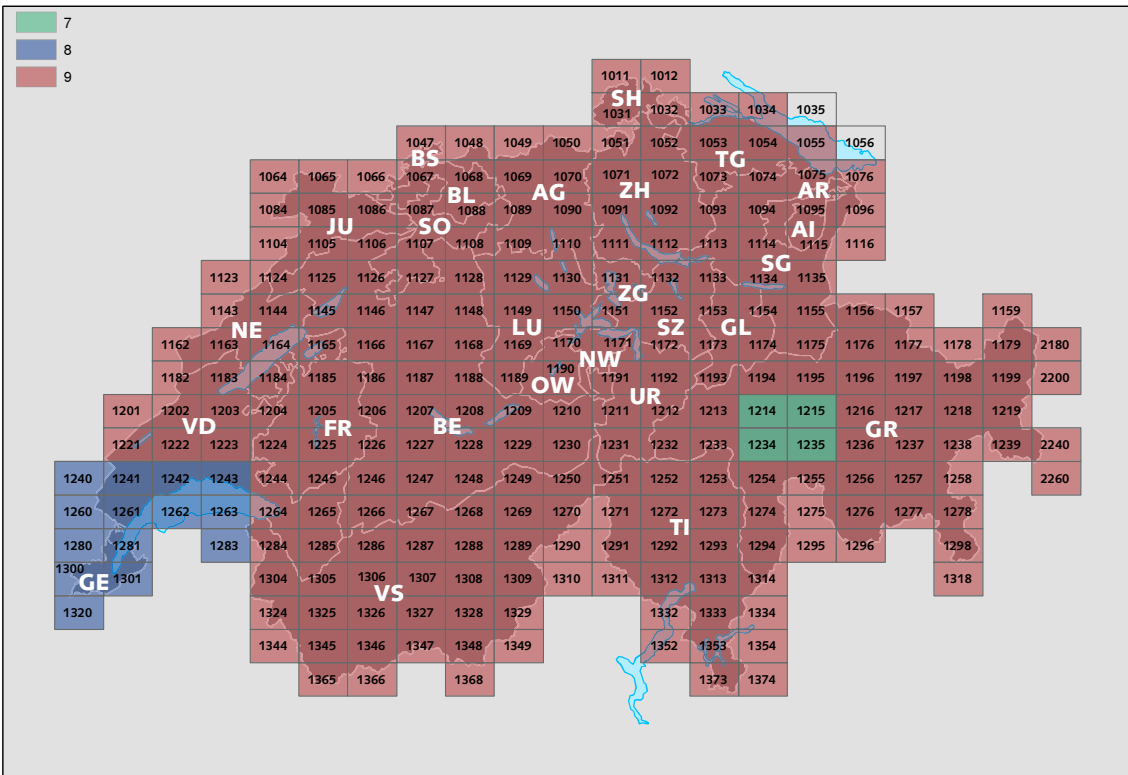 7
8
9
1011 1012
SH
1031 1032 1033 1034 1035
1047 1048 1049 1050 1051 1052 1053 1054 1055 1056
BS TG
1064 1065 1066 1067 1068 1069 1070 1071 1072 1073 1074 1075 1076
BL AG ZH AR
1084 1085 1086 1087 1088 1089 1090 1091 1092 1093 1094 1095 1096
JU SO AI
1104 1105 1106 1107 1108 1109 1110 1111 1112 1113 1114 1115 1116
SG
1123 1124 1125 1126 1127 1128 1129 1130 1131 1132 1133 1134 1135
ZG
1143 1144 1145 1146 1147 1148 1149 1150 1151 1152 1153 1154 1155 1156 1157 1159
NE LU SZ GL
1162 1163 1164 1165 1166 1167 1168 1169 1170 1171 1172 1173 1174 1175 1176 1177 1178 1179 2180
NW
1182 1183 1184 1185 1186 1187 1188 1189 1190 1191 1192 1193 1194 1195 1196 1197 1198 1199 2200
OW UR
1201 1202 1203 1204 1205 1206 1207 1208 1209 1210 1211 1212 1213 1214 1215 1216 1217 1218 1219
VD FR BE GR
1221 1222 1223 1224 1225 1226 1227 1228 1229 1230 1231 1232 1233 1234 1235 1236 1237 1238 1239 2240
1240 1241 1242 1243 1244 1245 1246 1247 1248 1249 1250 1251 1252 1253 1254 1255 1256 1257 1258 2260
1260 1261 1262 1263 1264 1265 1266 1267 1268 1269 1270 1271 1272 1273 1274 1275 1276 1277 1278
TI
1280 1281 1283 1284 1285 1286 1287 1288 1289 1290 1291 1292 1293 1294 1295 1296 1298
1300 1301 1304 1305 1306 1307 1308 1309 1310 1311 1312 1313 1314 1318
GE VS
1320 1324 1325 1326 1327 1328 1329 1332 1333 1334
1344 1345 1346 1347 1348 1349 1352 1353 1354
1365 1366 1368 1373 1374